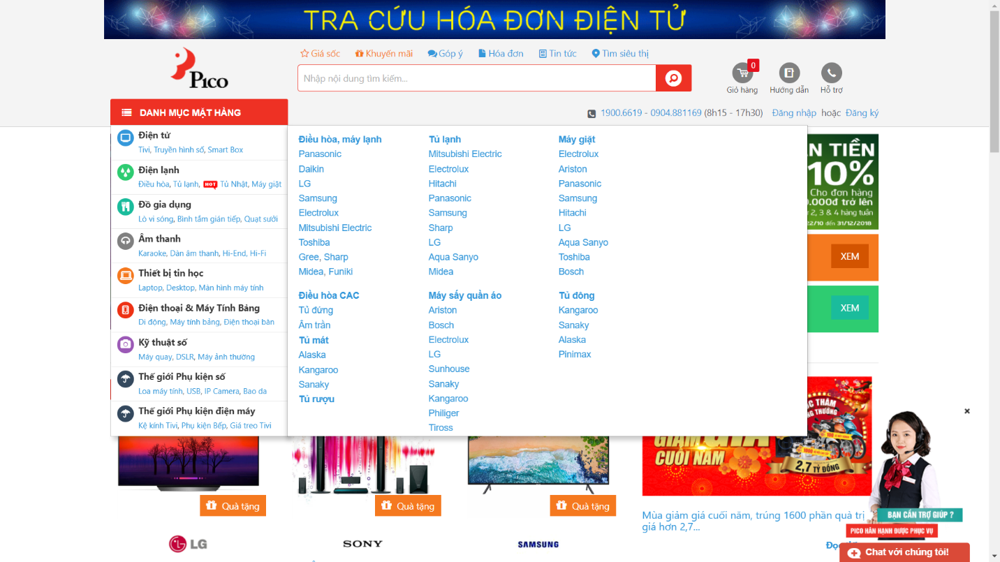 TRA CỨU HÓA ĐƠN ĐIỆN TỬ
Giá sốc Khuyến mãi Góp ý Hóa đơn Tin tức Tìm siêu thị
PICO
Nhập nội dung tìm kiếm...
0
Giỏ hàng Hướng dẫn Hỗ trợ
DANH MỤC MẶT HÀNG
1900.6619 - 0904.881169 (8h15 - 17h30) Đăng nhập hoặc Đăng ký
Điện tử
Tivi, Truyền hình số, Smart Box
Điện lạnh
Điều hòa, Tủ lạnh, HOT Tủ Nhật, Máy giặt
Đồ gia dụng
Lò vi sóng, Bình tắm gián tiếp, Quạt sưởi
Âm thanh
Karaoke, Dàn âm thanh, Hi-End, Hi-Fi
Thiết bị tin học
Laptop, Desktop, Màn hình máy tính
Điện thoại & Máy Tính Bảng
Di động, Máy tính bảng, Điện thoại bàn
Kỹ thuật số
Máy quay, DSLR, Máy ảnh thường
Thế giới Phụ kiện số
Loa máy tính, USB, IP Camera, Bao da
Thế giới Phụ kiện điện máy
Kệ kính Tivi, Phụ kiện Bếp, Giá treo Tivi
Điều hòa, máy lạnh
Panasonic
Daikin
LG
Samsung
Electrolux
Mitsubishi Electric
Toshiba
Gree, Sharp
Midea, Funiki
Điều hòa CAC
Tủ đứng
Âm trần
Tủ mát
Alaska
Kangaroo
Sanaky
Tủ rượu
Tủ lạnh
Mitsubishi Electric
Electrolux
Hitachi
Panasonic
Samsung
Sharp
LG
Aqua Sanyo
Midea
Máy sấy quần áo
Ariston
Bosch
Electrolux
LG
Sunhouse
Sanaky
Kangaroo
Philiger
Tiross
Máy giặt
Electrolux
Ariston
Panasonic
Samsung
Hitachi
LG
Aqua Sanyo
Toshiba
Bosch
Tủ đông
Kangaroo
Sanaky
Alaska
Pinimax
N TIỀN
10%
Cho đơn hàng
0.000đ trở lên
2, 3 & 4 hàng tuần
22/10 đến 31/12/2018
XEM
XEM
THĂM
THƯỞNG
GIẢM GIÁ
CUỐI NĂM
2,7 TỶ ĐỒNG
Quà tặng
Quà tặng
Quà tặng
LG
SONY
SAMSUNG
Mùa giảm giá cuối năm, trúng 1600 phần quà trị
giá hơn 2,7...
BẠN CẦN TRỢ GIÚP ?
PICO HÂN HẠNH ĐƯỢC PHỤC VỤ
Chat với chúng tôi!